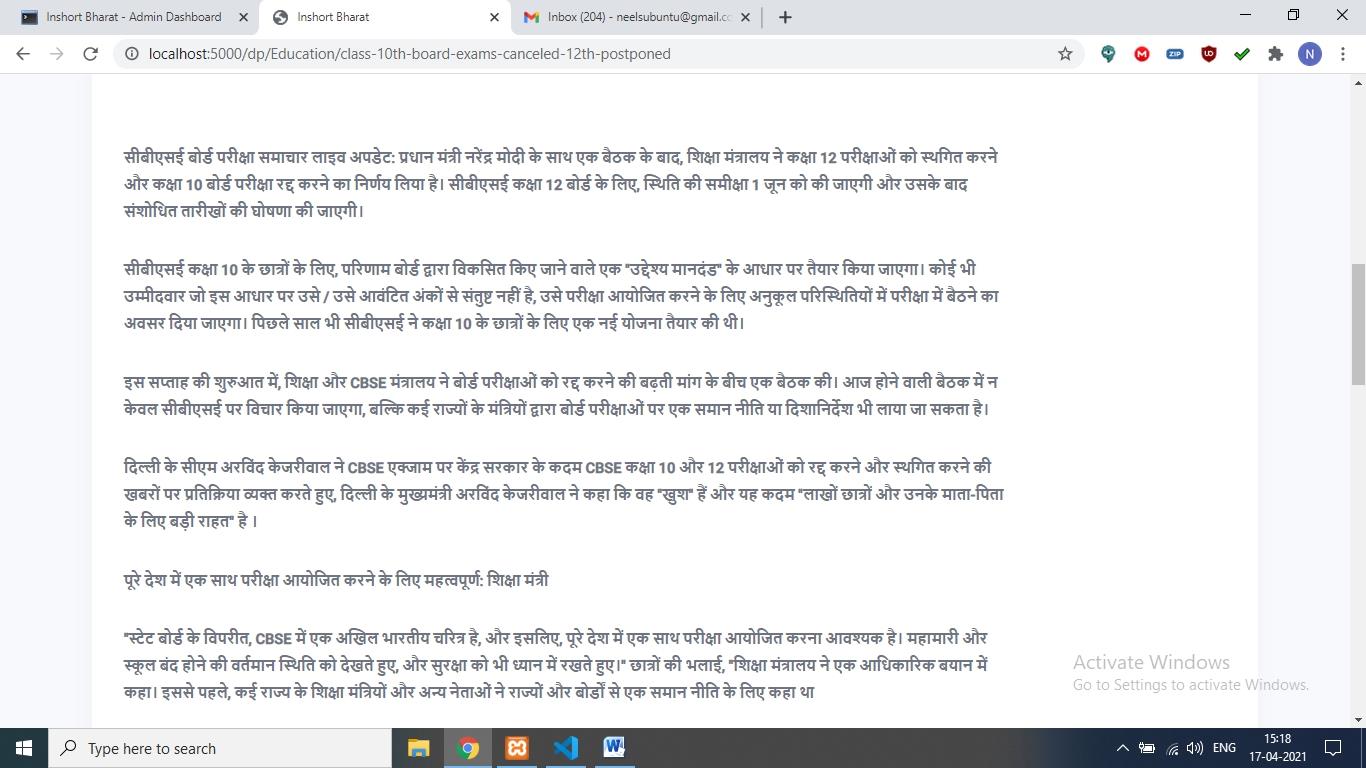 Inshort Bharat - Admin Dashboard
Inshort Bharat
Inbox (204) - neelsubuntu@gmail.cc
localhost:5000/dp/Education/class-10th-board-exams-canceled-12th-postponed
M
ZIP
N
सीबीएसई बोर्ड परीक्षा समाचार लाइव अपडेट: प्रधान मंत्री नरेंद्र मोदी के साथ एक बैठक के बाद, शिक्षा मंत्रालय ने कक्षा 12 परीक्षाओं को स्थगित करने
और कक्षा 10 बोर्ड परीक्षा रद्द करने का निर्णय लिया है। सीबीएसई कक्षा 12 बोर्ड के लिए, स्थिति की समीक्षा 1 जून को की जाएगी और उसके बाद
संशोधित तारीखों की घोषणा की जाएगी।
सीबीएसई कक्षा 10 के छात्रों के लिए, परिणाम बोर्ड द्वारा विकसित किए जाने वाले एक "उद्देश्य मानदंड" के आधार पर तैयार किया जाएगा। कोई भी
उम्मीदवार जो इस आधार पर उसे / उसे आवंटित अंकों से संतुष्ट नहीं है, उसे परीक्षा आयोजित करने के लिए अनुकूल परिस्थितियों में परीक्षा में बैठने का
अवसर दिया जाएगा। पिछले साल भी सीबीएसई ने कक्षा 10 के छात्रों के लिए एक नई योजना तैयार की थी।
इस सप्ताह की शुरुआत में, शिक्षा और CBSE मंत्रालय ने बोर्ड परीक्षाओं को रद्द करने की बढ़ती मांग के बीच एक बैठक की। आज होने वाली बैठक में न
केवल सीबीएसई पर विचार किया जाएगा, बल्कि कई राज्यों के मंत्रियों द्वारा बोर्ड परीक्षाओं पर एक समान नीति या दिशानिर्देश भी लाया जा सकता है।
दिल्ली के सीएम अरविंद केजरीवाल ने CBSE एक्जाम पर केंद्र सरकार के कदम CBSE कक्षा 10 और 12 परीक्षाओं को रद्द करने और स्थगित करने की
खबरों पर प्रतिक्रिया व्यक्त करते हुए, दिल्ली के मुख्यमंत्री अरविंद केजरीवाल ने कहा कि वह "खुश" हैं और यह कदम "लाखों छात्रों और उनके माता-पिता
के लिए बड़ी राहत" है ।
पूरे देश में एक साथ परीक्षा आयोजित करने के लिए महत्वपूर्ण: शिक्षा मंत्री
"स्टेट बोर्ड के विपरीत, CBSE में एक अखिल भारतीय चरित्र है, और इसलिए, पूरे देश में एक साथ परीक्षा आयोजित करना आवश्यक है। महामारी और
स्कूल बंद होने की वर्तमान स्थिति को देखते हुए, और सुरक्षा को भी ध्यान में रखते हुए।" छात्रों की भलाई, "शिक्षा मंत्रालय ने एक आधिकारिक बयान में
कहा। इससे पहले, कई राज्य के शिक्षा मंत्रियों और अन्य नेताओं ने राज्यों और बोर्डों से एक समान नीति के लिए कहा था
Activate Windows
Go to Settings to activate Windows.
Type here to search
ENG
15:18
17-04-2021